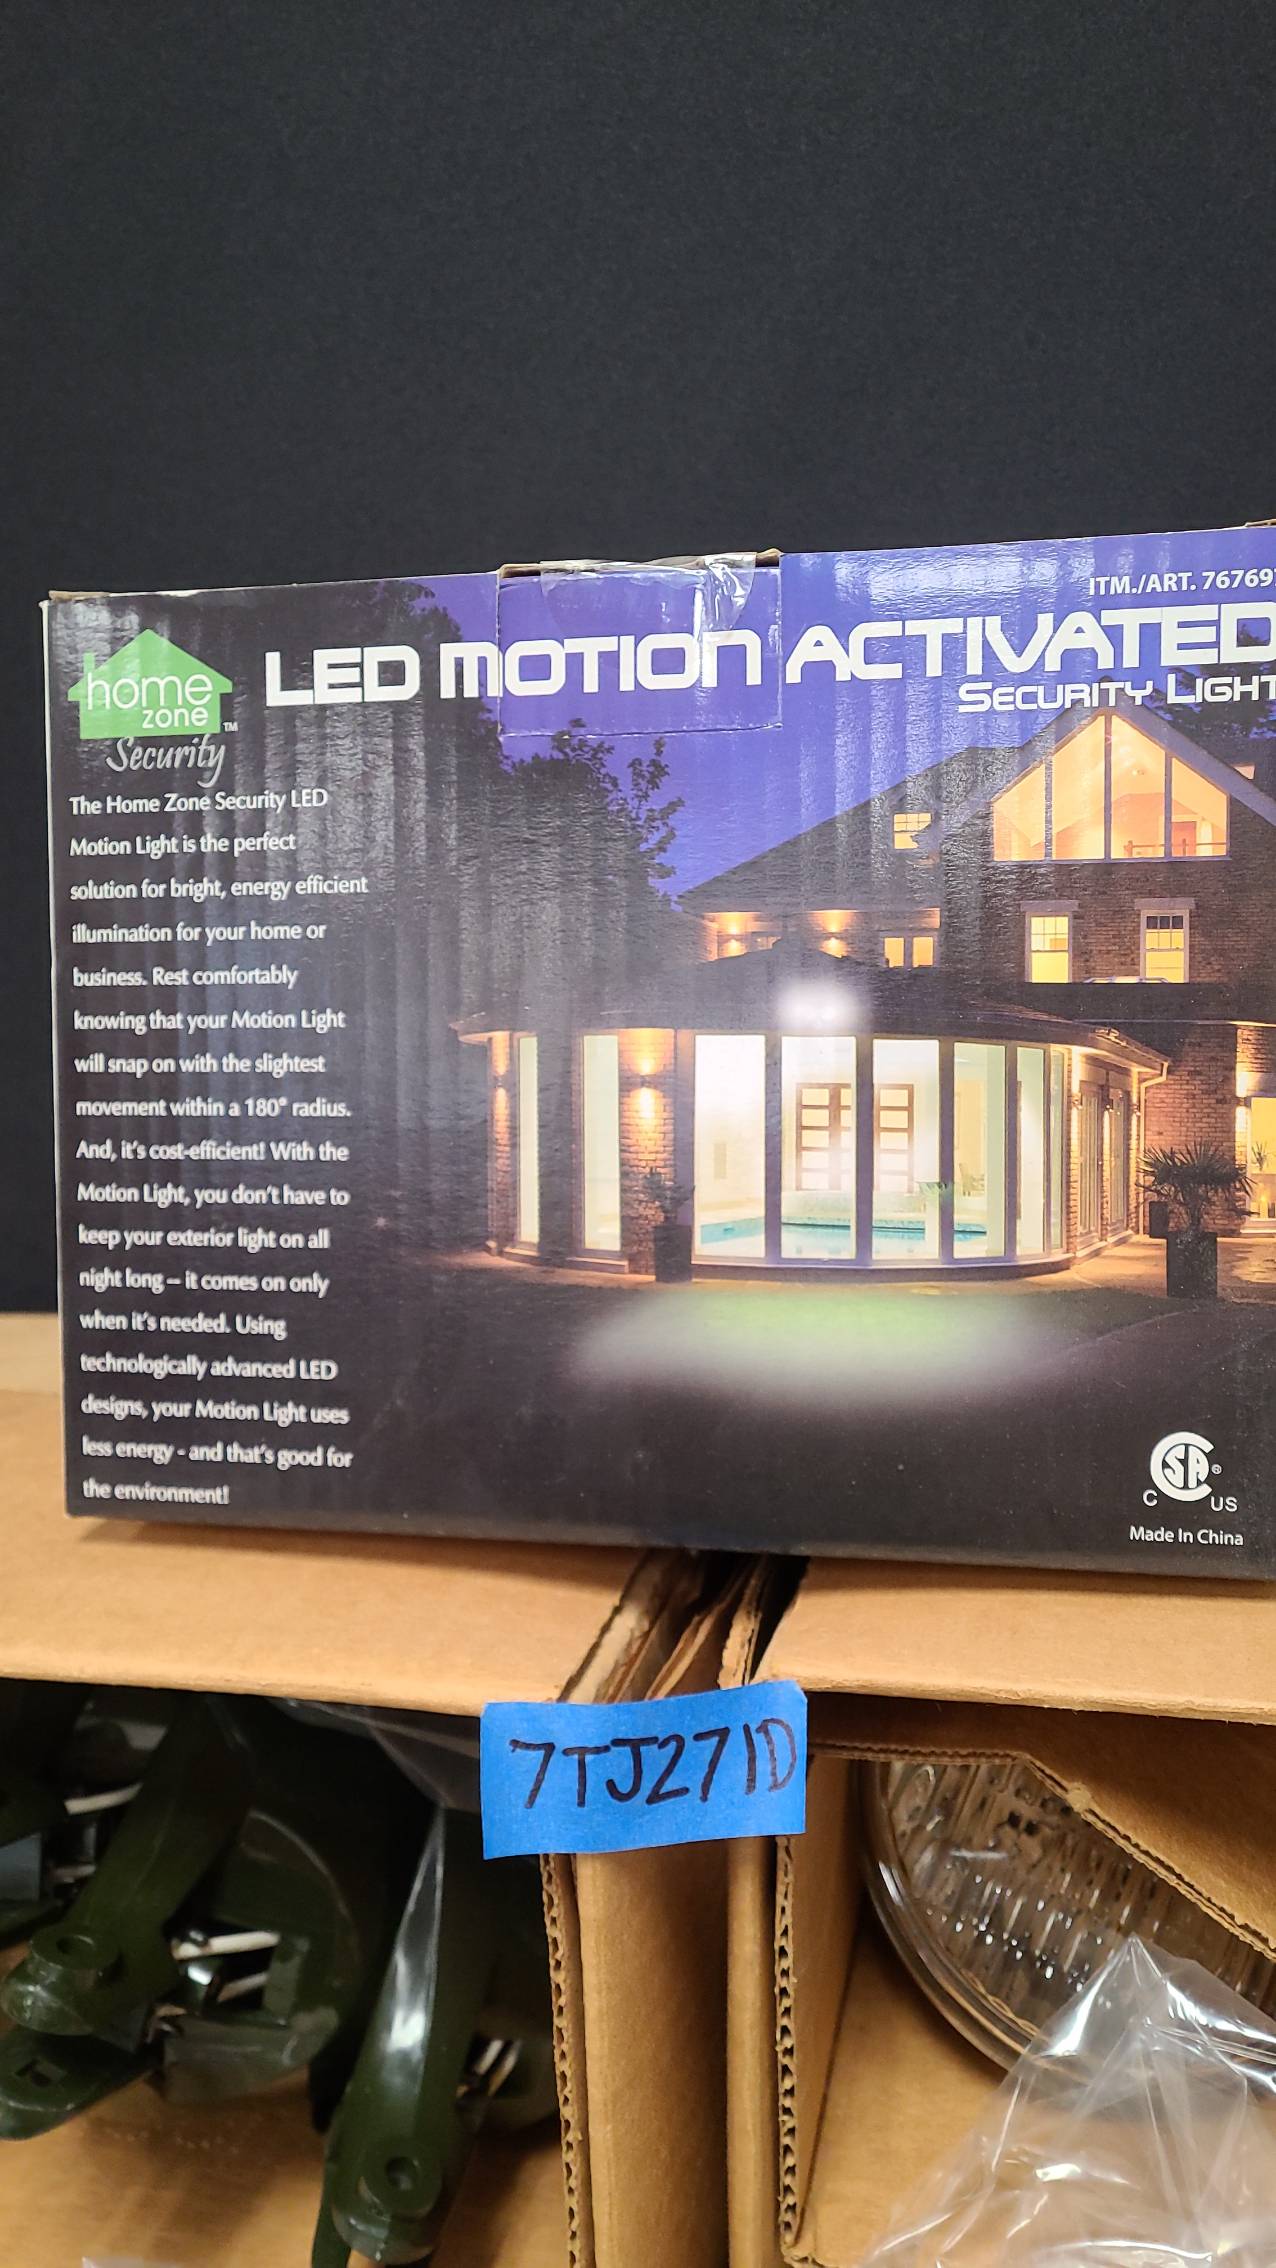 ITM./ART. 76769
home
zone
™
Security
LED MOTION ACTIVATED
SECURITY LIGHT
The Home Zone Security LED
Motion Light is the perfect
solution for bright, energy efficient
illumination for your home or
business. Rest comfortably
knowing that your Motion Light
will snap on with the slightest
movement within a 180° radius.
And, it's cost-efficient! With the
Motion Light, you don't have to
keep your exterior light on all
night long – it comes on only
when it's needed. Using
technologically advanced LED
designs, your Motion Light uses
less energy - and that's good for
the environment!
CSA®
C US
Made In China
7TJ271D